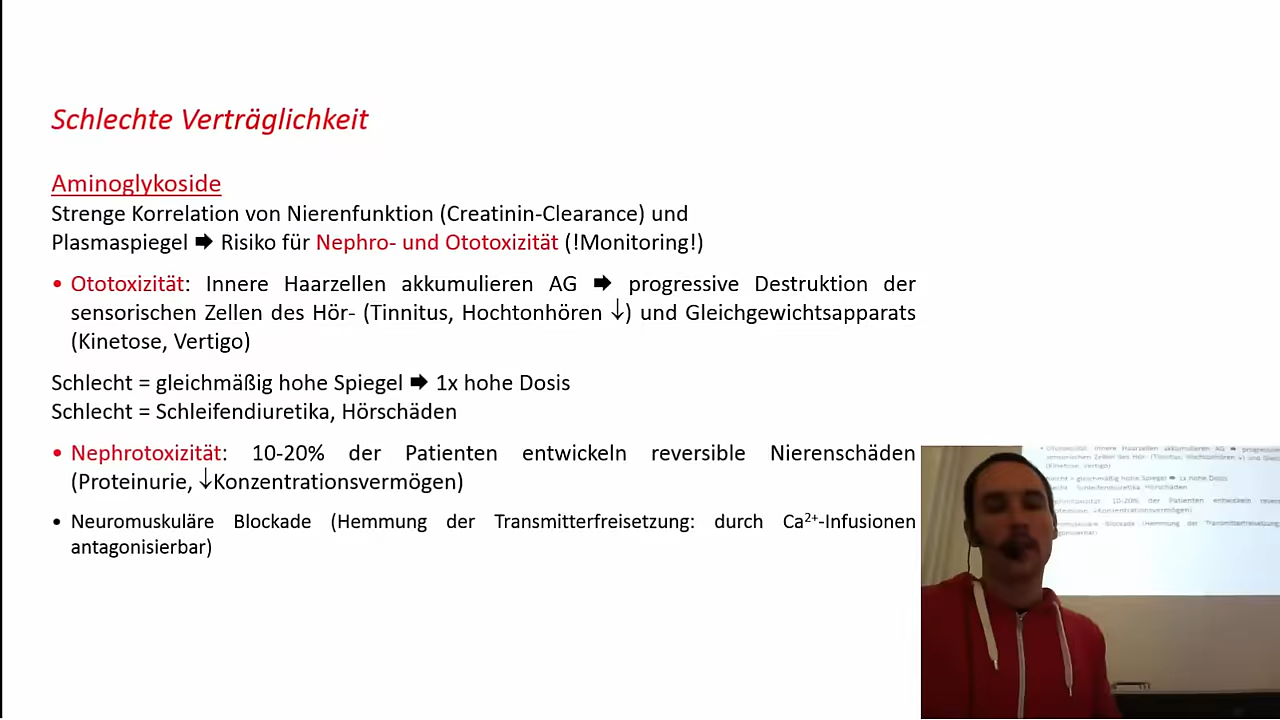 Schlechte Verträglichkeit
Aminoglykoside
Strenge Korrelation von Nierenfunktion (Creatinin-Clearance) und
Plasmaspiegel ➡ Risiko für Nephro- und Ototoxizität (!Monitoring!)
• Ototoxizität: Innere Haarzellen akkumulieren AG ➡ progressive Destruktion der
sensorischen Zellen des Hör- (Tinnitus, Hochtonhören ↓) und Gleichgewichtsapparats
(Kinetose, Vertigo)
Schlecht = gleichmäßig hohe Spiegel ➡ 1x hohe Dosis
Schlecht = Schleifendiuretika, Hörschäden
• Nephrotoxizität: 10-20% der Patienten entwickeln reversible Nierenschäden
(Proteinurie, ↓Konzentrationsvermögen)
• Neuromuskuläre Blockade (Hemmung der Transmitterfreisetzung: durch Ca²⁺-Infusionen
antagonisierbar)